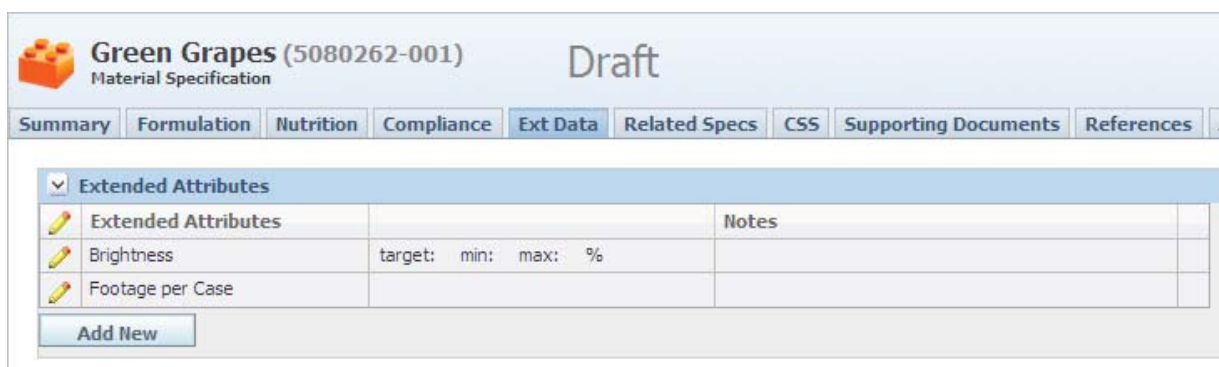 Green Grapes (5080262-001) Draft
Material Specification
Summary Formulation Nutrition Compliance Ext Data Related Specs CSS Supporting Documents References
Extended Attributes
Extended Attributes Notes
Brightness target: min: max: %
Footage per Case
Add New